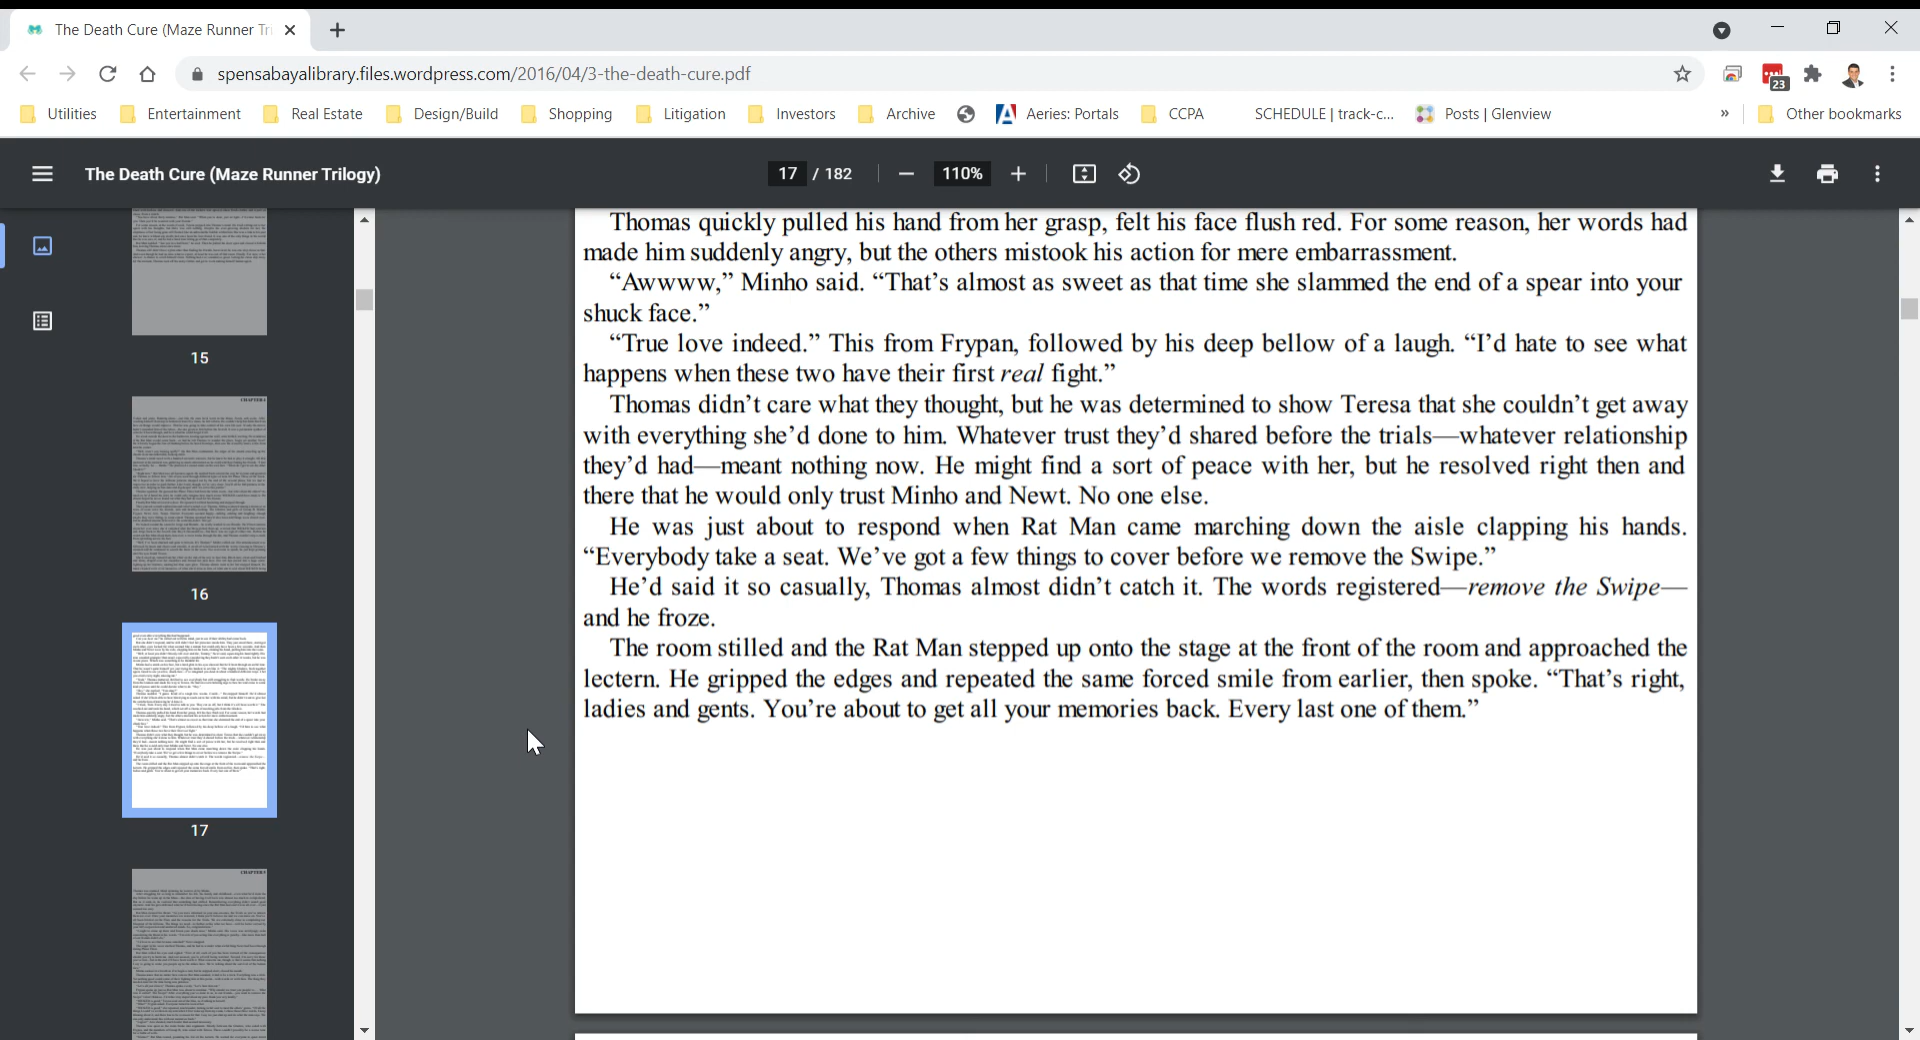 The Death Cure (Maze Runner Tr
spensabayalibrary.files.wordpress.com/2016/04/3-the-death-cure.pdf
23
Utilities
Entertainment
Real Estate
Design/Build
Shopping
Litigation
Investors
Archive
Aeries: Portals
CCPA
SCHEDULE | track-c...
Posts | Glenview
»
Other bookmarks
The Death Cure (Maze Runner Trilogy)
17 / 182
110%
15
CHAPTER 4
16
17
CHAPTER 5
Thomas quickly pulled his hand from her grasp, felt his face flush red. For some reason, her words had
made him suddenly angry, but the others mistook his action for mere embarrassment.
“Awwww,” Minho said. “That’s almost as sweet as that time she slammed the end of a spear into your
shuck face.”
“True love indeed.” This from Frypan, followed by his deep bellow of a laugh. “I’d hate to see what
happens when these two have their first real fight.”
Thomas didn’t care what they thought, but he was determined to show Teresa that she couldn’t get away
with everything she’d done to him. Whatever trust they’d shared before the trials—whatever relationship
they’d had—meant nothing now. He might find a sort of peace with her, but he resolved right then and
there that he would only trust Minho and Newt. No one else.
He was just about to respond when Rat Man came marching down the aisle clapping his hands.
“Everybody take a seat. We’ve got a few things to cover before we remove the Swipe.”
He’d said it so casually, Thomas almost didn’t catch it. The words registered—remove the Swipe—
and he froze.
The room stilled and the Rat Man stepped up onto the stage at the front of the room and approached the
lectern. He gripped the edges and repeated the same forced smile from earlier, then spoke. “That’s right,
ladies and gents. You’re about to get all your memories back. Every last one of them.”